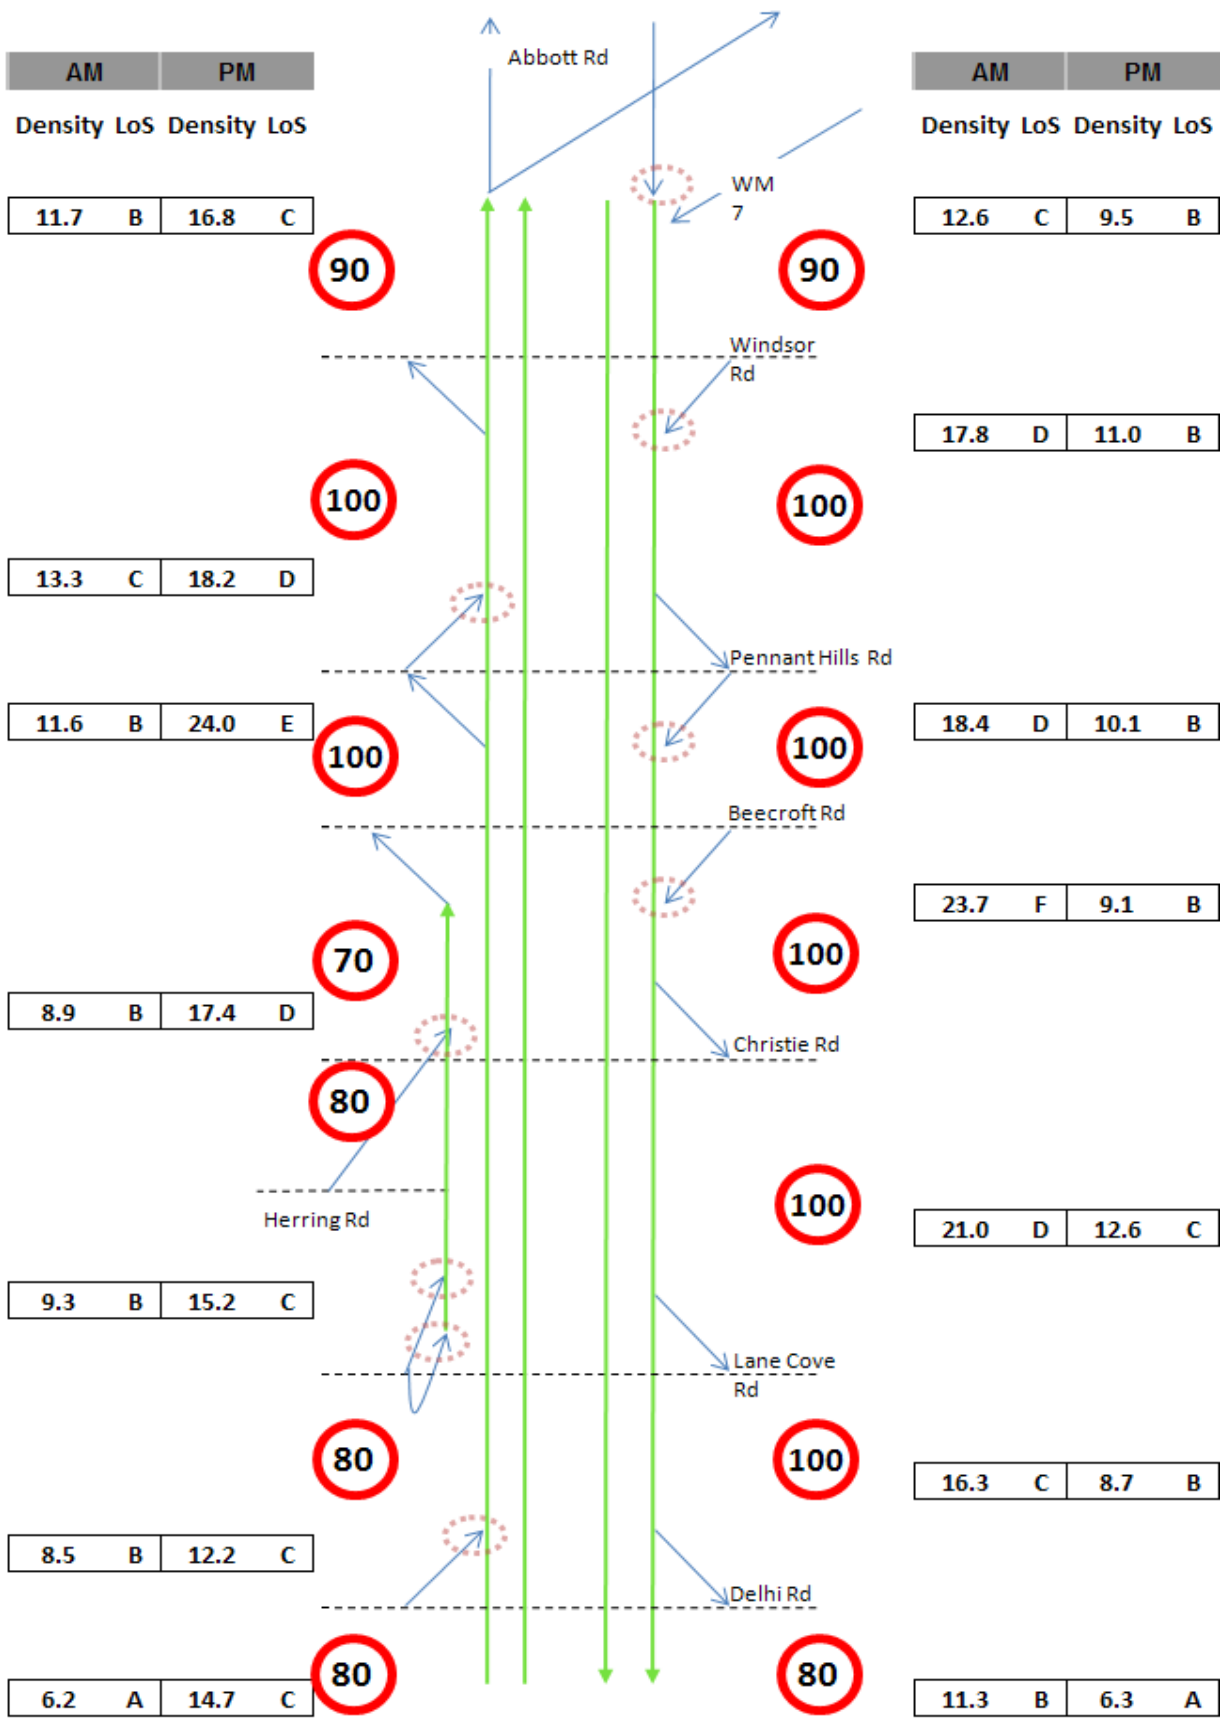 Abbott Rd
AM PM AM PM
Density LoS Density LoS Density LoS Density LoS
WM
7
11.7 B 16.8 C 12.6 C 9.5 B
90 90
Windsor
Rd
17.8 D 11.0 B
100 100
13.3 C 18.2 D
Pennant Hills Rd
11.6 B 24.0 E 18.4 D 10.1 B
100 100
Beecroft Rd
23.7 F 9.1 B
70 100
8.9 B 17.4 D
Christie Rd
80
100
Herring Rd
21.0 D 12.6 C
9.3 B 15.2 C
Lane Cove
Rd
80 100
16.3 C 8.7 B
8.5 B 12.2 C
Delhi Rd
80 80
6.2 A 14.7 C 11.3 B 6.3 A